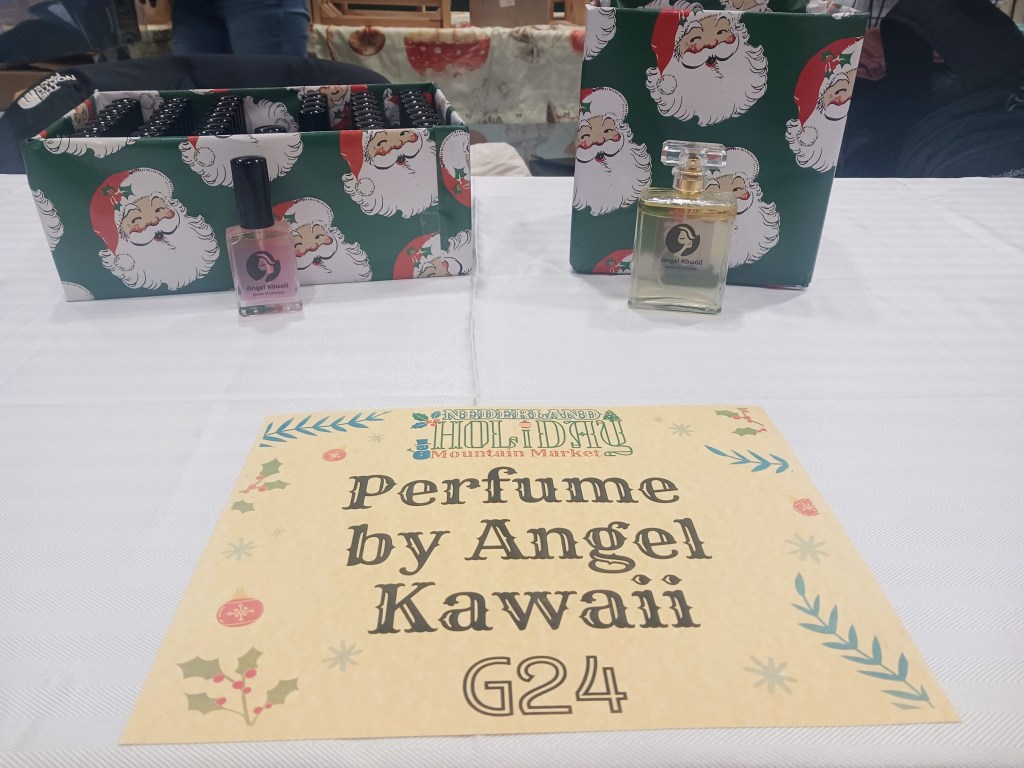 Angel Kawaii
Angel Kawaii
NEDERLAND
HOLiDAY
Mountain Market
Perfume
by Angel
Kawaii
G24